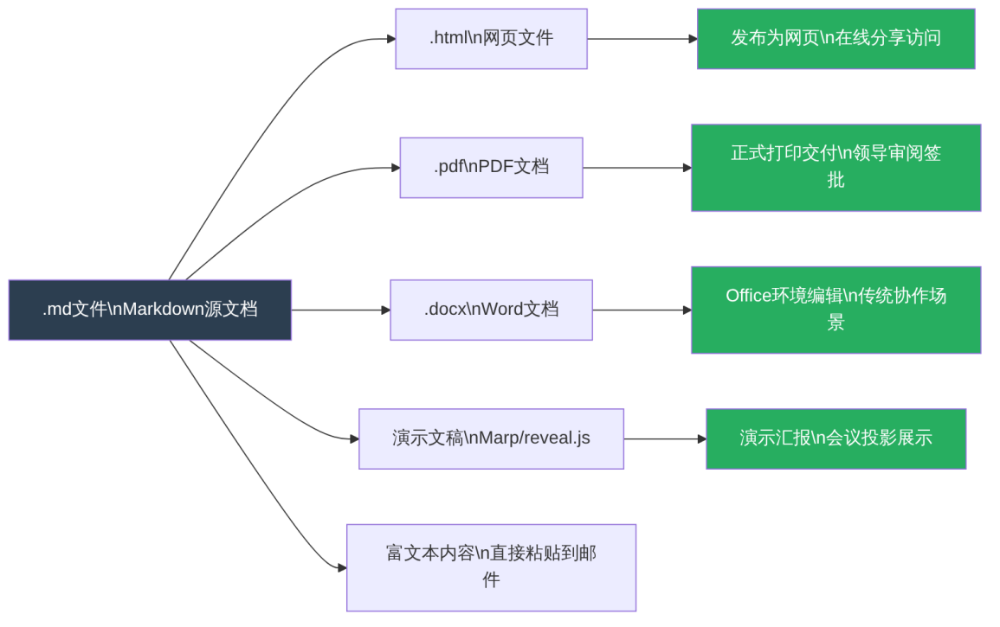 .html\n网页文件
发布为网页\n在线分享访问
.pdf\nPDF文档
正式打印交付\n领导审阅签
批
.md文件\nMarkdown源文档
.docx\nWord文档
Office环境编辑\n传统协作场
景
演示文稿\nMarp/reveal.js
演示汇报\n会议投影展示
富文本内容\n直接粘贴到邮
件